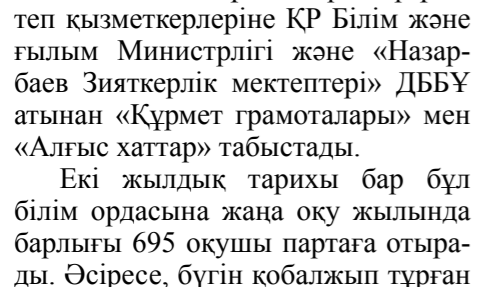 теп қызметкерлеріне ҚР Білім және
ғылым Министрлігі және «Назар-
баев Зияткерлік мектептері» ДББҰ
атынан «Құрмет грамоталары» мен
«Алғыс хаттар» табыстады.
Екі жылдық тарихы бар бұл
білім ордасына жаңа оқу жылында
барлығы 695 оқушы партаға отыра-
ды. Әсіресе, бүгін қобалжып тұрған